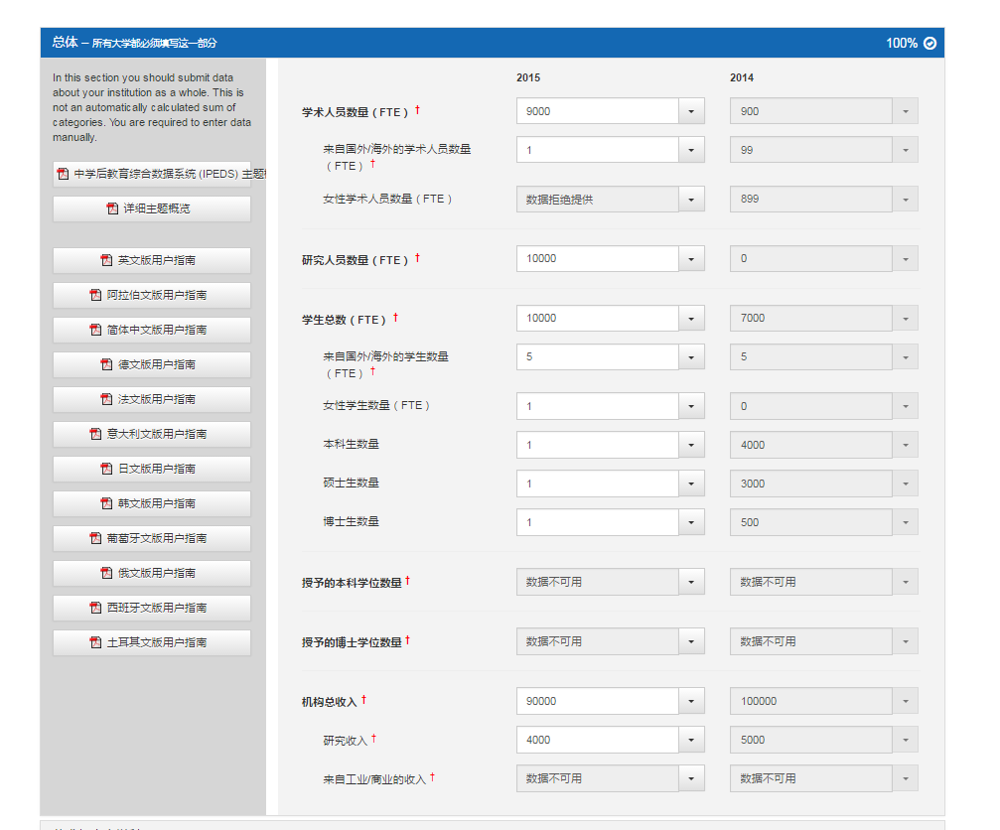 总体 – 所有大学都必须填写这一部分 100%
In this section you should submit data
about your institution as a whole. This is
not an automatically calculated sum of
categories. You are required to enter data
manually.
中学后教育综合数据系统 (IPEDS) 主题
详细主题概览
英文版用户指南
阿拉伯文版用户指南
简体中文版用户指南
德文版用户指南
法文版用户指南
意大利文版用户指南
日文版用户指南
韩文版用户指南
葡萄牙文版用户指南
俄文版用户指南
西班牙文版用户指南
土耳其文版用户指南
2015 2014
学术人员数量 ( FTE ) † 9000 900
来自国外/海外的学术人员数量
( FTE ) † 1 99
女性学术人员数量 ( FTE ) 数据拒绝提供 899
研究人员数量 ( FTE ) † 10000 0
学生总数 ( FTE ) † 10000 7000
来自国外/海外的学生数量
( FTE ) † 5 5
女性学生数量 ( FTE ) 1 0
本科生数量 1 4000
硕士生数量 1 3000
博士生数量 1 500
授予的本科学位数量 † 数据不可用 数据不可用
授予的博士学位数量 † 数据不可用 数据不可用
机构总收入 † 90000 100000
研究收入 † 4000 5000
来自工业/商业的收入 † 数据不可用 数据不可用